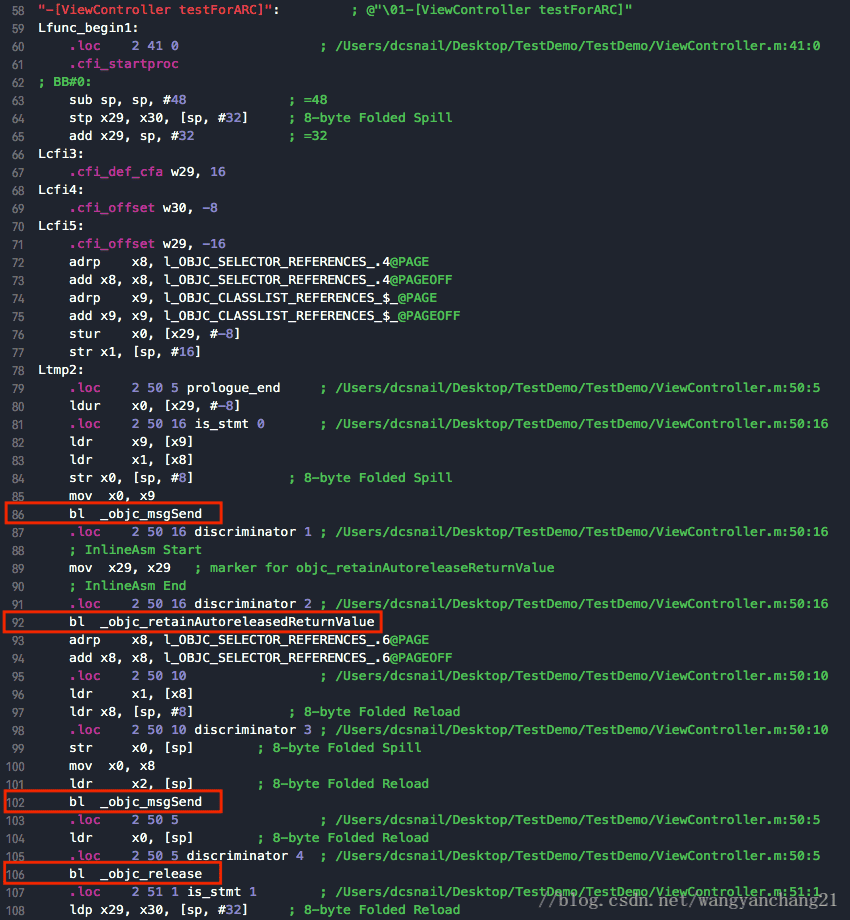 58 "-[ViewController testForARC]": ; @"\01-[ViewController testForARC]"
59 Lfunc_begin1:
60 .loc 2 41 0 ; /Users/dcsnail/Desktop/TestDemo/TestDemo/ViewController.m:41:0
61 .cfi_startproc
62 ; BB#0:
63 sub sp, sp, #48 ; =48
64 stp x29, x30, [sp, #32] ; 8-byte Folded Spill
65 add x29, sp, #32 ; =32
66 Lcfi3:
67 .cfi_def_cfa w29, 16
68 Lcfi4:
69 .cfi_offset w30, -8
70 Lcfi5:
71 .cfi_offset w29, -16
72 adrp x8, l_OBJC_SELECTOR_REFERENCES_.4@PAGE
73 add x8, x8, l_OBJC_SELECTOR_REFERENCES_.4@PAGEOFF
74 adrp x9, l_OBJC_CLASSLIST_REFERENCES_$_@PAGE
75 add x9, x9, l_OBJC_CLASSLIST_REFERENCES_$_@PAGEOFF
76 stur x0, [x29, #-8]
77 str x1, [sp, #16]
78 Ltmp2:
79 .loc 2 50 5 prologue_end ; /Users/dcsnail/Desktop/TestDemo/TestDemo/ViewController.m:50:5
80 ldur x0, [x29, #-8]
81 .loc 2 50 16 is_stmt 0 ; /Users/dcsnail/Desktop/TestDemo/TestDemo/ViewController.m:50:16
82 ldr x9, [x9]
83 ldr x1, [x8]
84 str x0, [sp, #8] ; 8-byte Folded Spill
85 mov x0, x9
86 bl _objc_msgSend
87 .loc 2 50 16 discriminator 1 ; /Users/dcsnail/Desktop/TestDemo/TestDemo/ViewController.m:50:16
88 ; InlineAsm Start
89 mov x29, x29 ; marker for objc_retainAutoreleaseReturnValue
90 ; InlineAsm End
91 .loc 2 50 16 discriminator 2 ; /Users/dcsnail/Desktop/TestDemo/TestDemo/ViewController.m:50:16
92 bl _objc_retainAutoreleasedReturnValue
93 adrp x8, l_OBJC_SELECTOR_REFERENCES_.6@PAGE
94 add x8, x8, l_OBJC_SELECTOR_REFERENCES_.6@PAGEOFF
95 .loc 2 50 10 ; /Users/dcsnail/Desktop/TestDemo/TestDemo/ViewController.m:50:10
96 ldr x1, [x8]
97 ldr x8, [sp, #8] ; 8-byte Folded Reload
98 .loc 2 50 10 discriminator 3 ; /Users/dcsnail/Desktop/TestDemo/TestDemo/ViewController.m:50:10
99 str x0, [sp] ; 8-byte Folded Spill
100 mov x0, x8
101 ldr x2, [sp] ; 8-byte Folded Reload
102 bl _objc_msgSend
103 .loc 2 50 5 ; /Users/dcsnail/Desktop/TestDemo/TestDemo/ViewController.m:50:5
104 ldr x0, [sp] ; 8-byte Folded Reload
105 .loc 2 50 5 discriminator 4 ; /Users/dcsnail/Desktop/TestDemo/TestDemo/ViewController.m:50:5
106 bl _objc_release
107 .loc 2 51 1 is_stmt 1 ; /Users/dcsnail/Desktop/TestDemo/TestDemo/ViewController.m:51:1
108 ldp x29, x30, [sp, #32] ; 8-byte Folded Reload
//blog.csdn.net/wangyanchang21